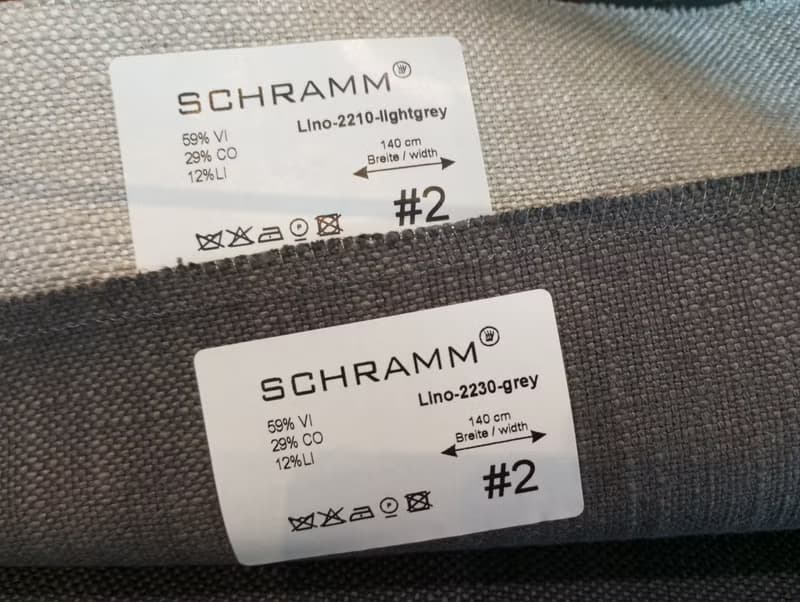 SCHRAMM
Lino-2210-lightgrey
59% VI
29% CO
12%LI
140 cm
Breite / width
#2
P
SCHRAMM
Lino-2230-grey
59% VI
29% CO
12%LI
140 cm
Breite / width
#2
P